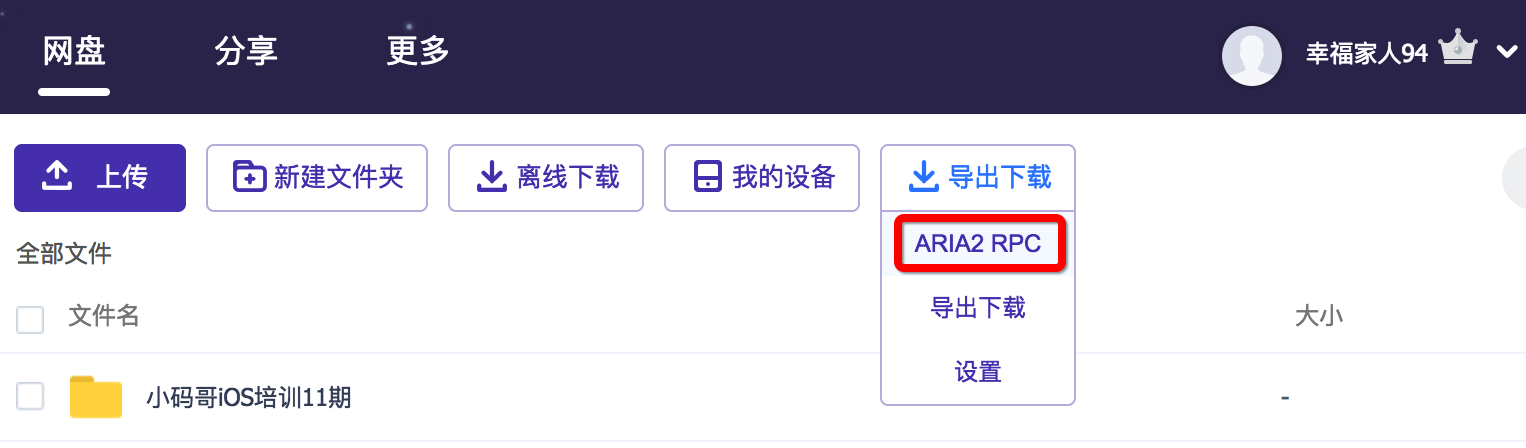 网盘 分享 更多 幸福家人94
上传 新建文件夹 离线下载 我的设备 导出下载
ARIA2 RPC
全部文件
导出下载
文件名 大小
设置
小码哥iOS培训11期 -